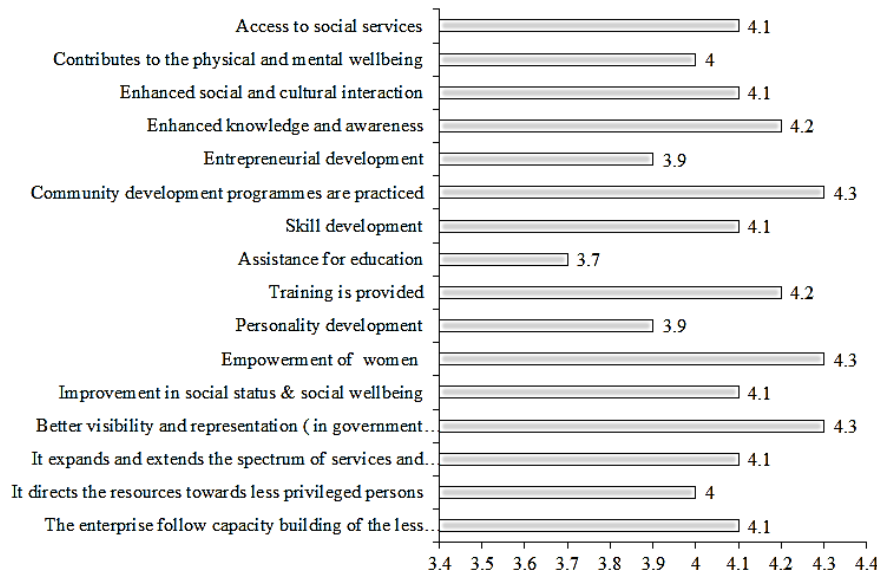 Access to social services 4.1
Contributes to the physical and mental wellbeing 4
Enhanced social and cultural interaction 4.1
Enhanced knowledge and awareness 4.2
Entrepreneurial development 3.9
Community development programmes are practiced 4.3
Skill development 4.1
Assistance for education 3.7
Training is provided 4.2
Personality development 3.9
Empowerment of women 4.3
Improvement in social status & social wellbeing 4.1
Better visibility and representation ( in government... 4.3
It expands and extends the spectrum of services and... 4.1
It directs the resources towards less privileged persons 4
The enterprise follow capacity building of the less... 4.1
3.4 3.5 3.6 3.7 3.8 3.9 4 4.1 4.2 4.3 4.4